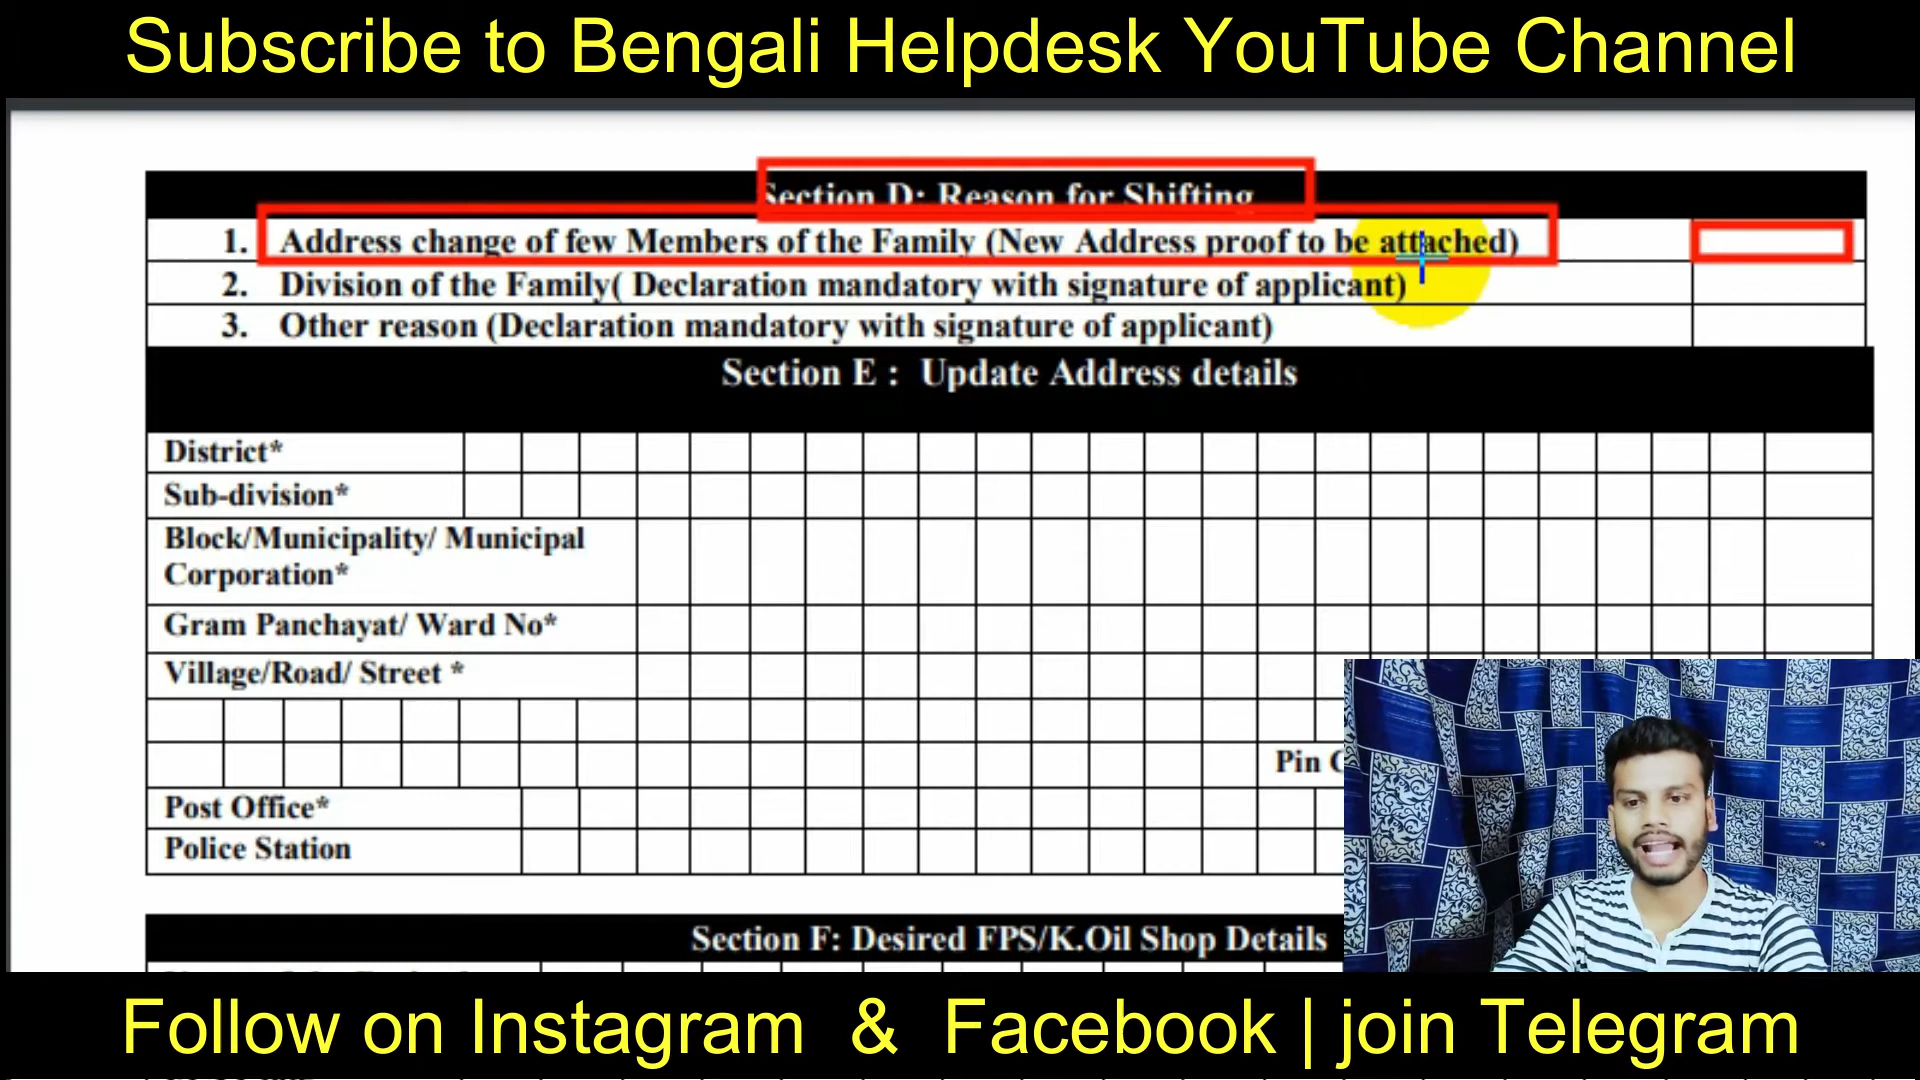 Subscribe to Bengali Helpdesk YouTube Channel
Section D: Reason for Shifting
1. Address change of few Members of the Family (New Address proof to be attached)
2. Division of the Family( Declaration mandatory with signature of applicant)
3. Other reason (Declaration mandatory with signature of applicant)
Section E : Update Address details
District*
Sub-division*
Block/Municipality/ Municipal
Corporation*
Gram Panchayat/ Ward No*
Village/Road/ Street *
Pin
Post Office*
Police Station
Section F: Desired FPS/K.Oil Shop Details
Follow on Instagram & Facebook | join Telegram